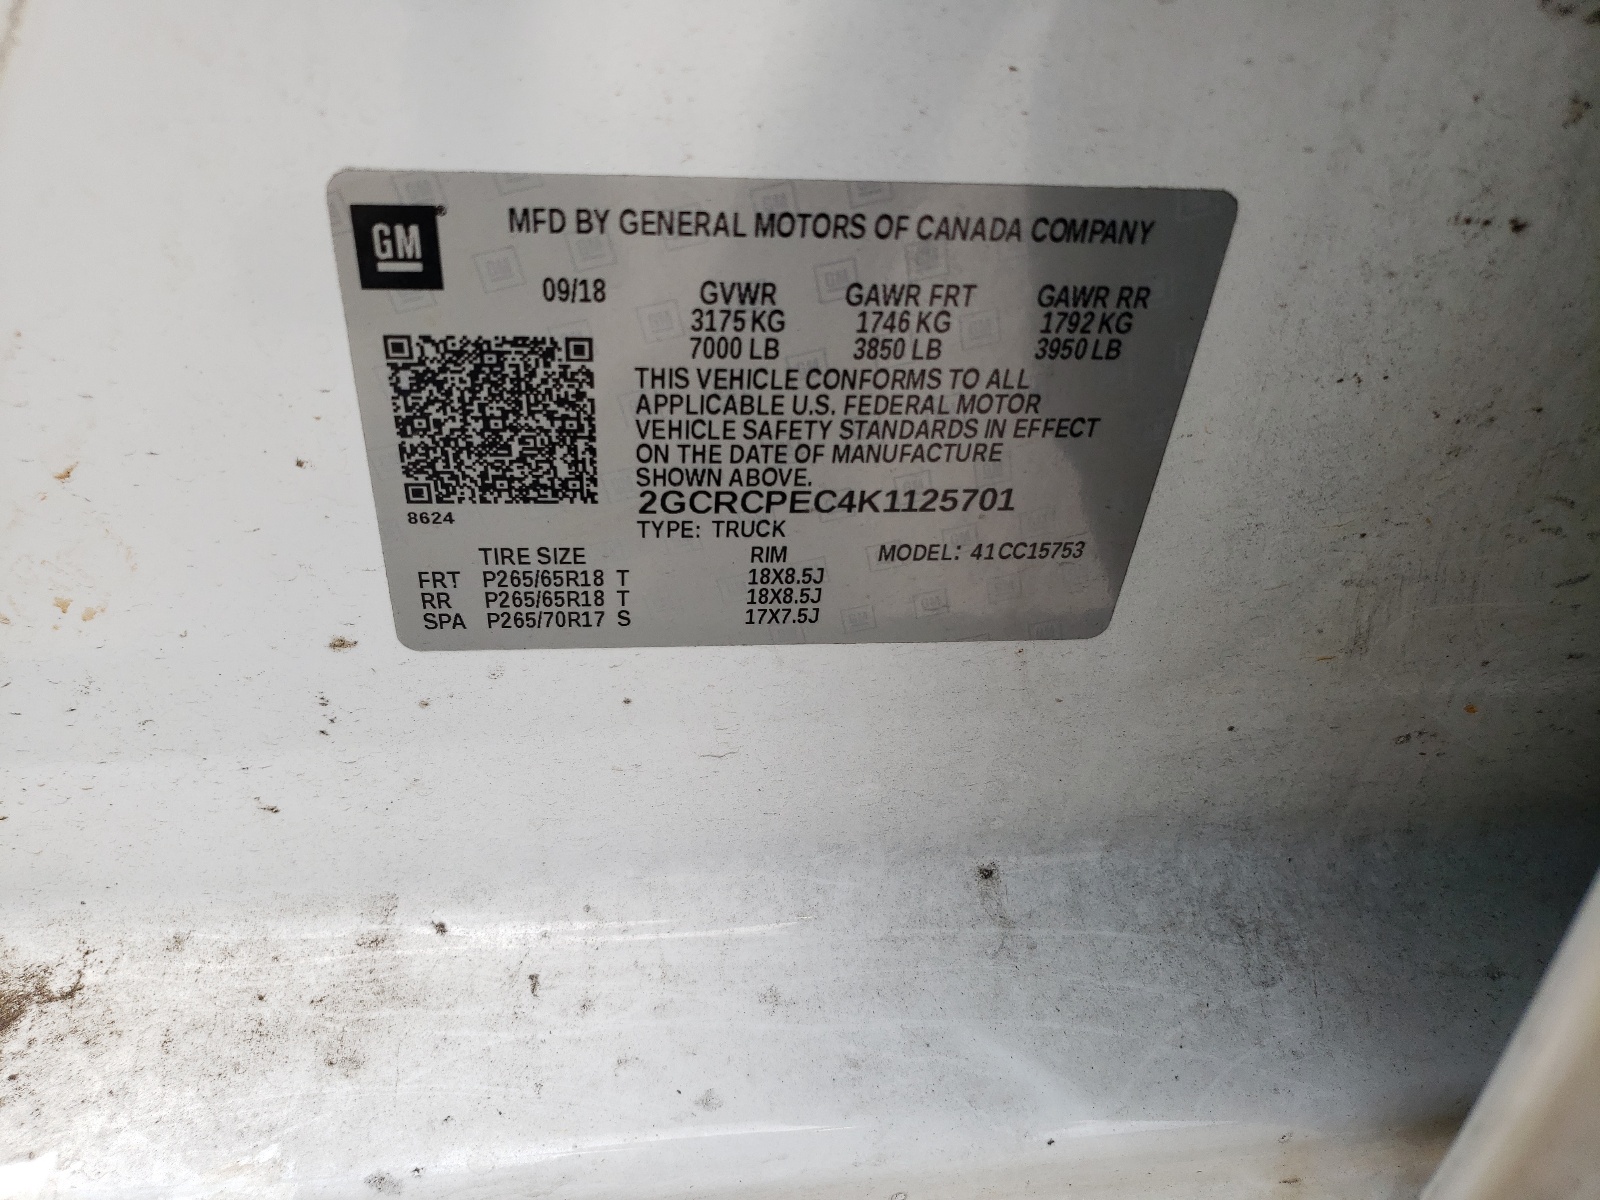 GM®
MFD BY GENERAL MOTORS OF CANADA COMPANY
09/18 GVWR GAWR FRT GAWR RR
3175 KG 1746 KG 1792 KG
7000 LB 3850 LB 3950 LB
THIS VEHICLE CONFORMS TO ALL
APPLICABLE U.S. FEDERAL MOTOR
VEHICLE SAFETY STANDARDS IN EFFECT
ON THE DATE OF MANUFACTURE
SHOWN ABOVE.
2GCRCPEC4K1125701
8624
TYPE: TRUCK
TIRE SIZE RIM MODEL: 41CC15753
FRT P265/65R18 T 18X8.5J
RR P265/65R18 T 18X8.5J
SPA P265/70R17 S 17X7.5J